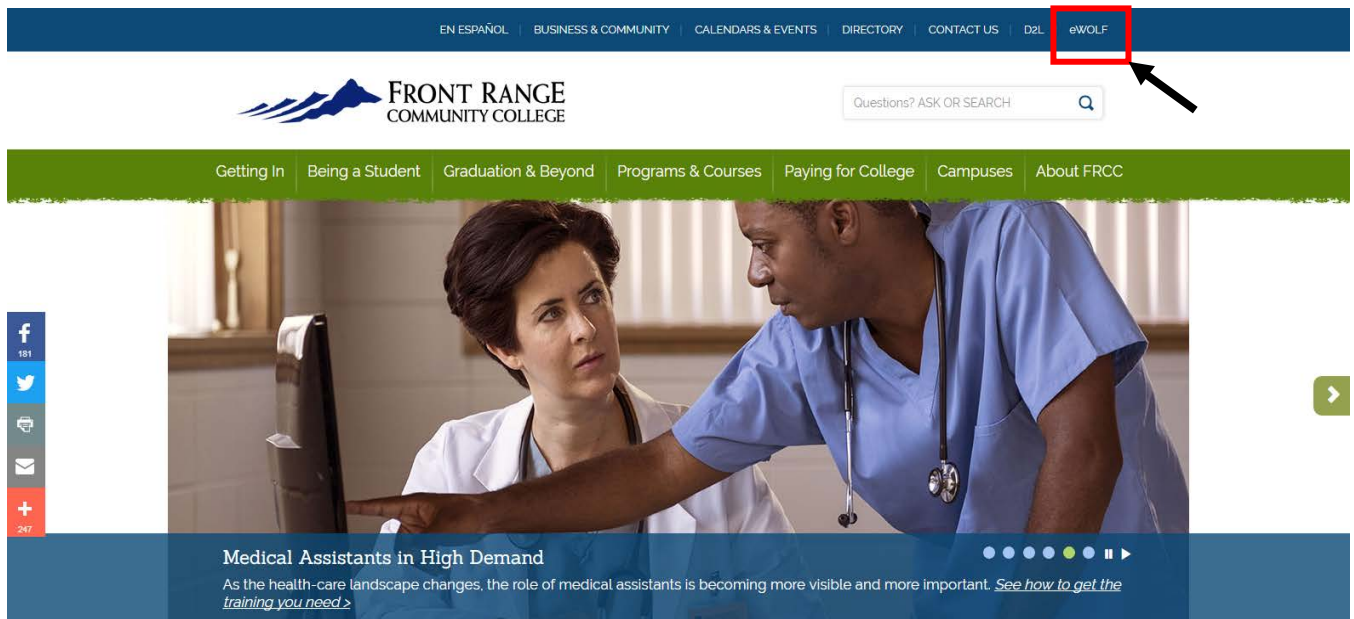 EN ESPAÑOL BUSINESS & COMMUNITY CALENDARS & EVENTS DIRECTORY CONTACT US D2L eWOLF
FRONT RANGE
COMMUNITY COLLEGE
Questions? ASK OR SEARCH
Getting In Being a Student Graduation & Beyond Programs & Courses Paying for College Campuses About FRCC
181
247
Medical Assistants in High Demand
As the health-care landscape changes, the role of medical assistants is becoming more visible and more important. See how to get the
training you need >